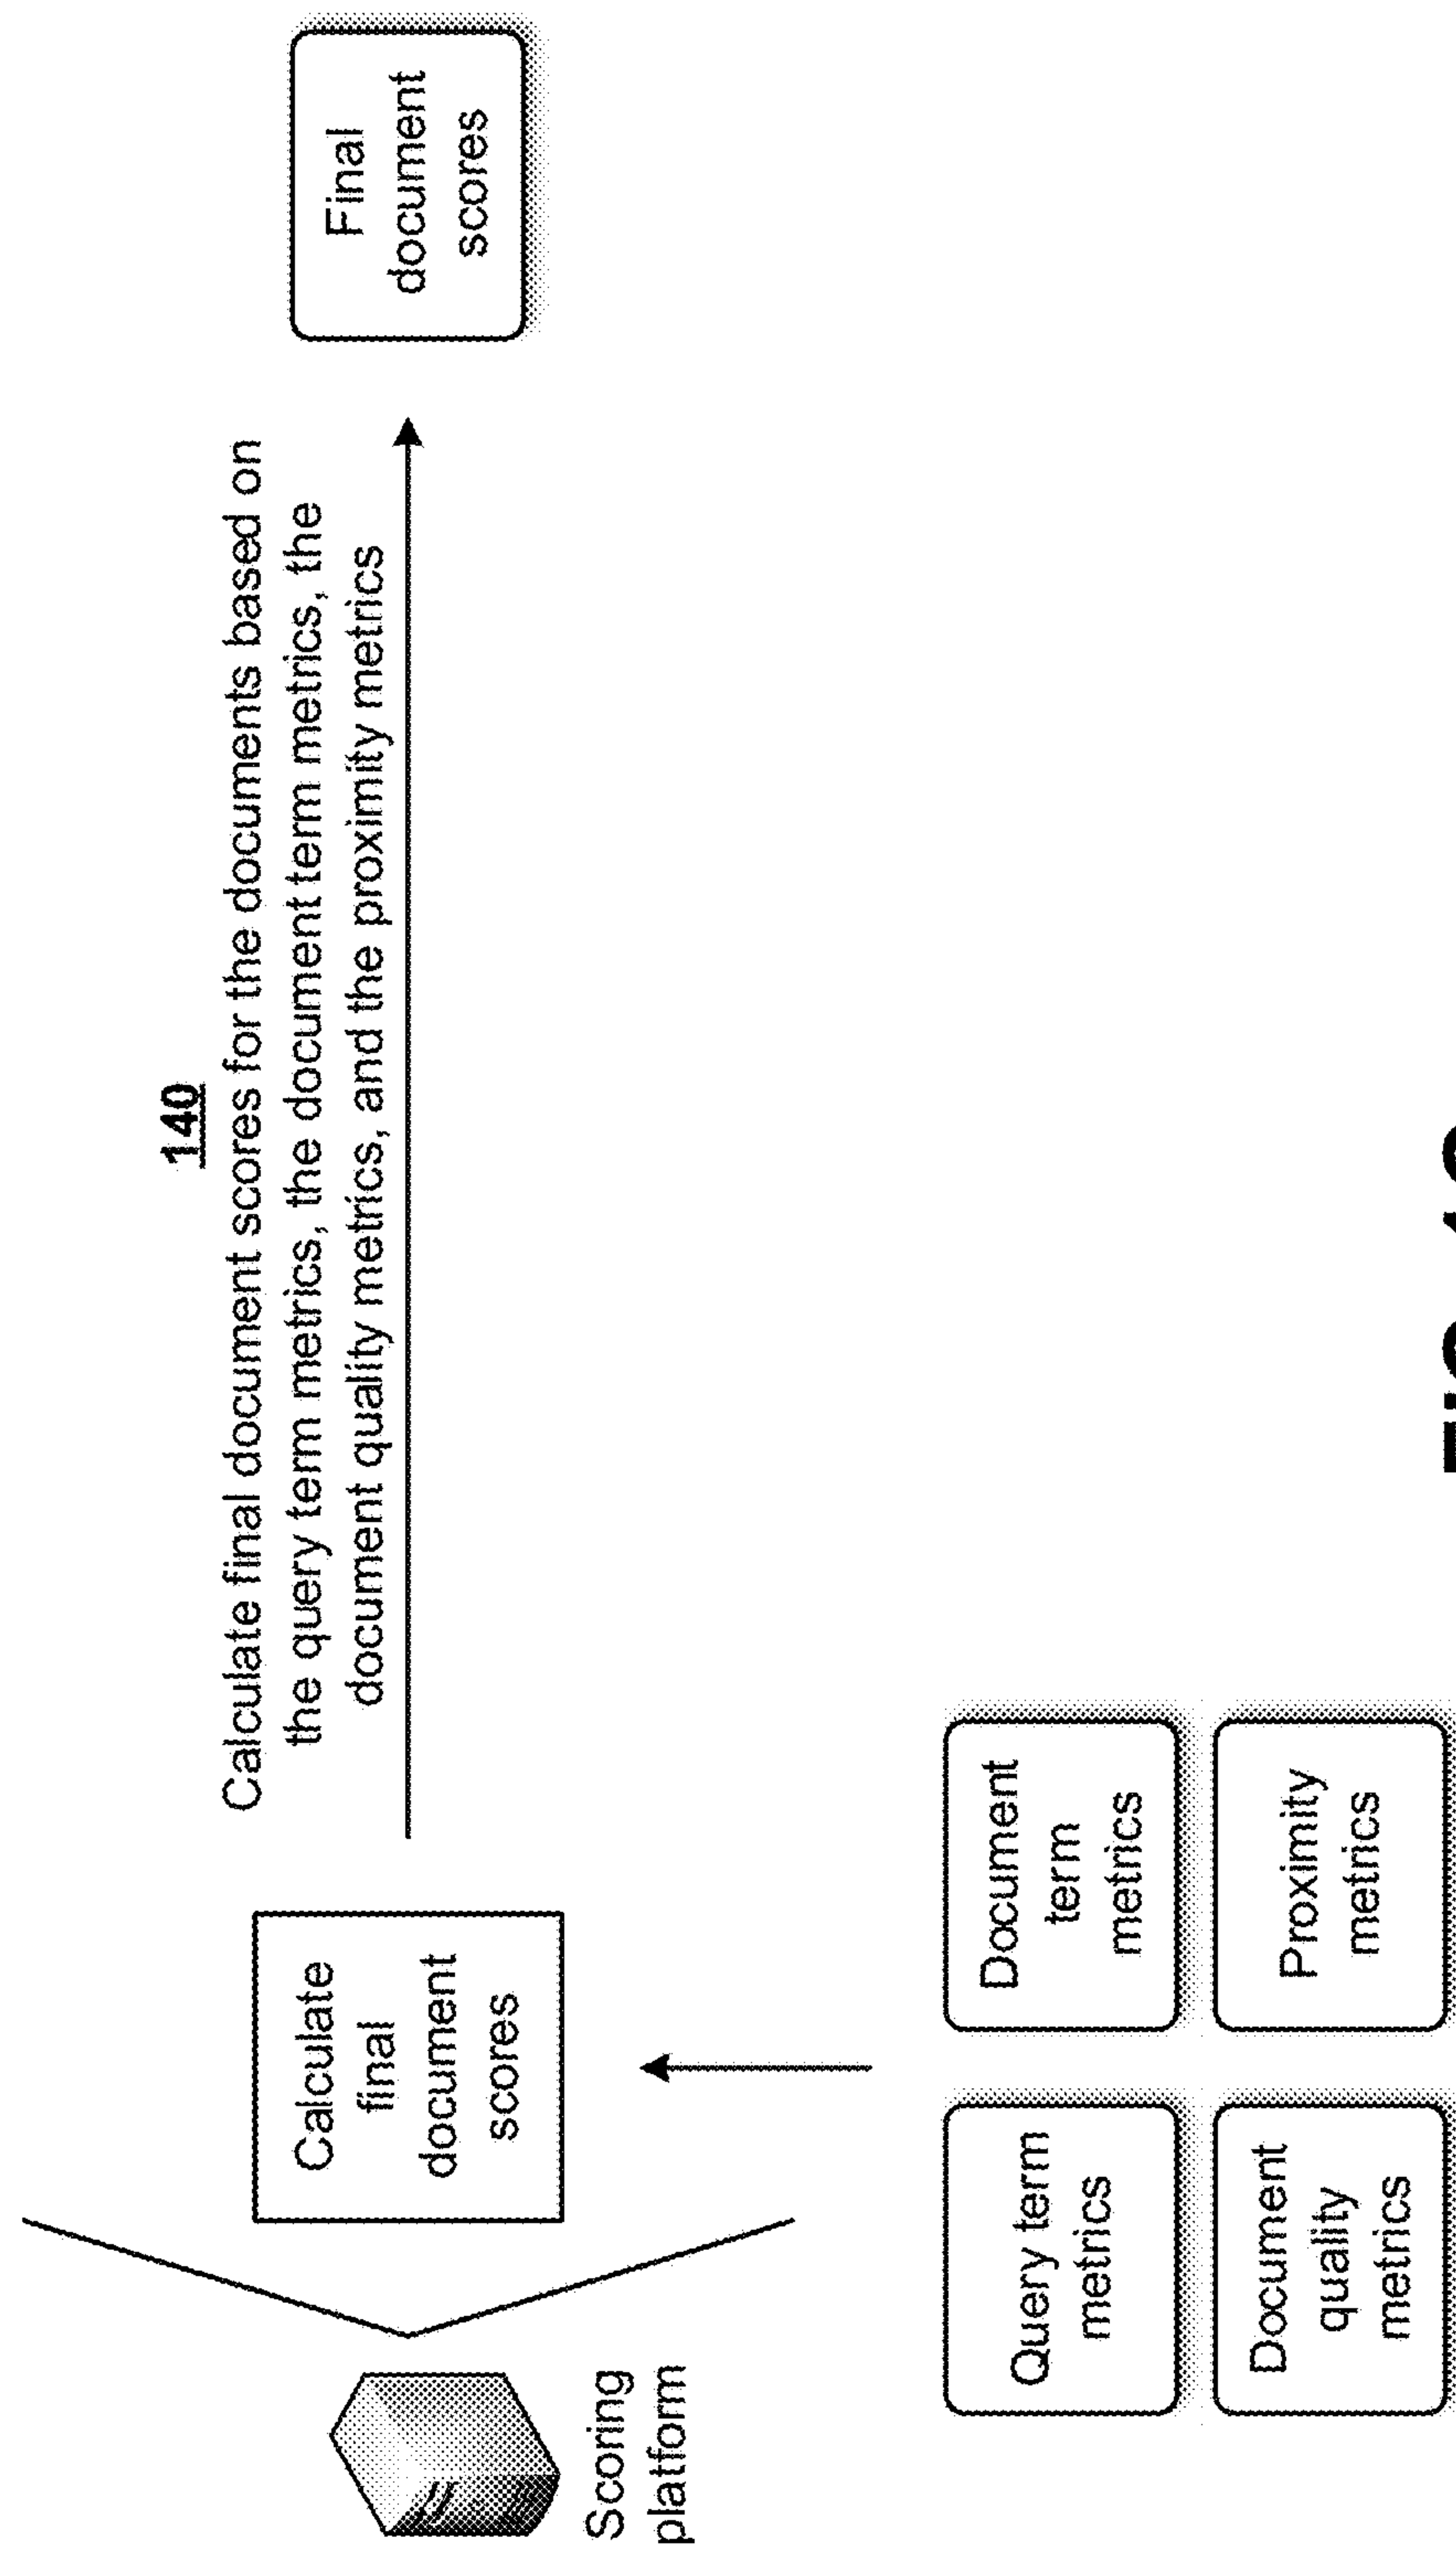 140
Calculate final document scores for the documents based on
the query term metrics, the document term metrics, the
document quality metrics, and the proximity metrics
Calculate
final
document
scores
Final
document
scores
Scoring
platform
Query term
metrics
Document
term
metrics
Document
quality
metrics
Proximity
metrics